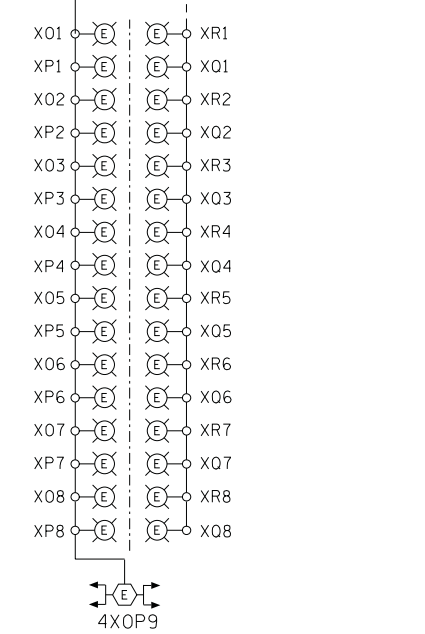 XO1 E E XR1
XP1 E E XQ1
XO2 E E XR2
XP2 E E XQ2
XO3 E E XR3
XP3 E E XQ3
XO4 E E XR4
XP4 E E XQ4
XO5 E E XR5
XP5 E E XQ5
XO6 E E XR6
XP6 E E XQ6
XO7 E E XR7
XP7 E E XQ7
XO8 E E XR8
XP8 E E XQ8
E
4XOP9